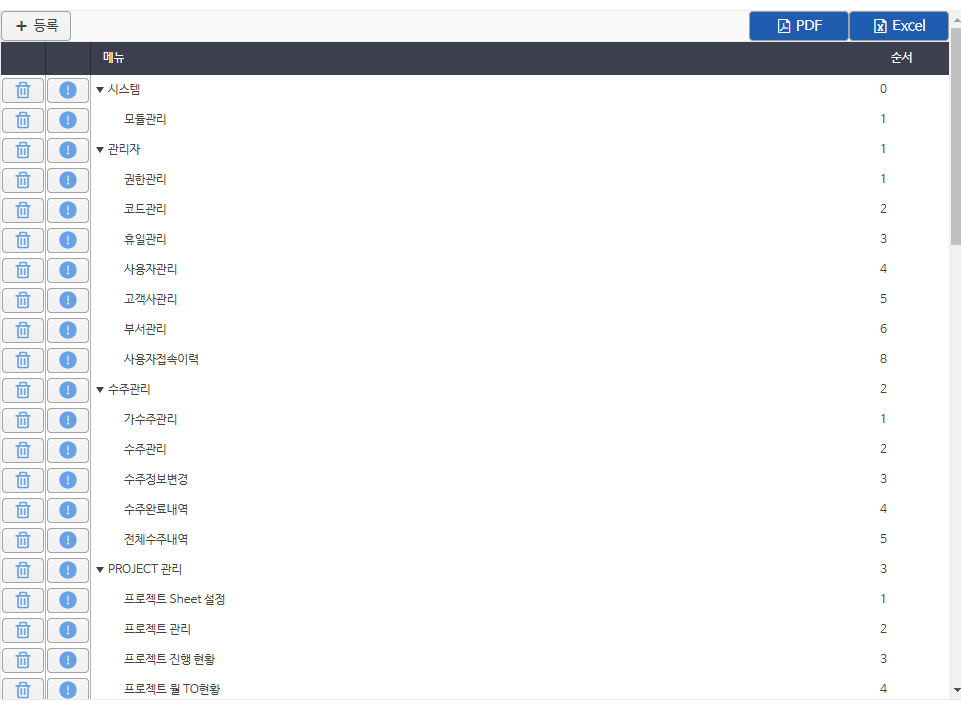 + 등록 PDF Excel
메뉴 순서
▼ 시스템 0
모듈관리 1
▼ 관리자 1
권한관리 1
코드관리 2
휴일관리 3
사용자관리 4
고객사관리 5
부서관리 6
사용자접속이력 8
▼ 수주관리 2
가수주관리 1
수주관리 2
수주정보변경 3
수주완료내역 4
전체수주내역 5
▼ PROJECT 관리 3
프로젝트 Sheet 설정 1
프로젝트 관리 2
프로젝트 진행 현황 3
프로젝트 월 TO현황 4